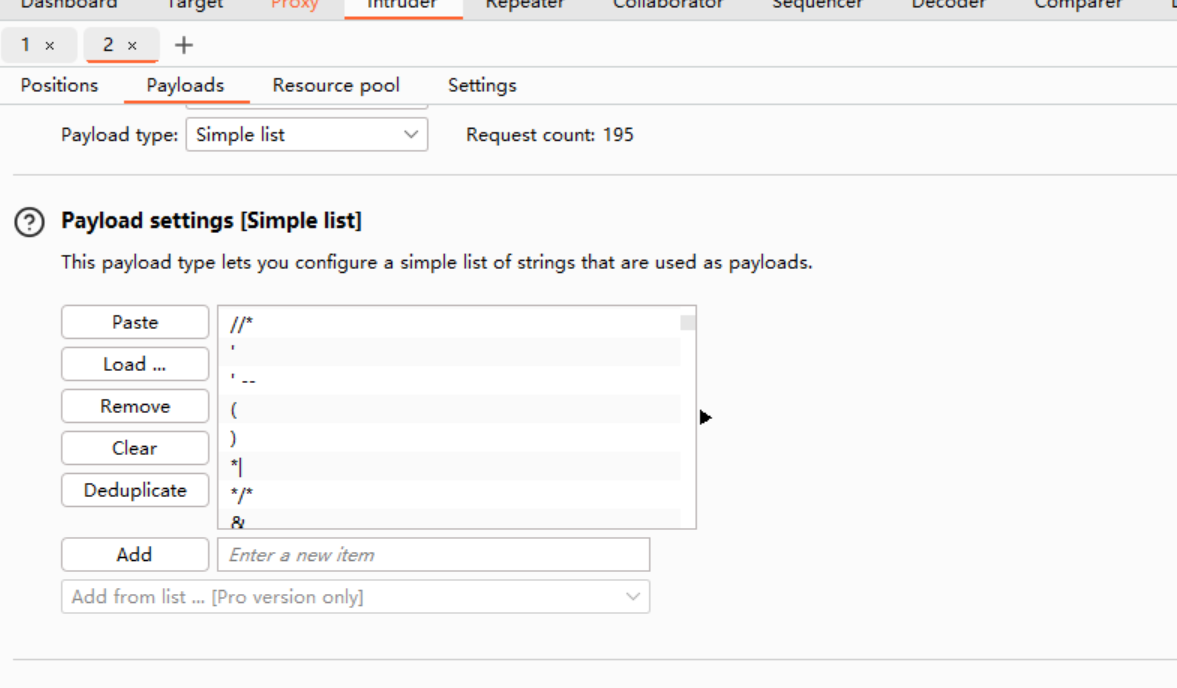 Dashboard Target Proxy Intruder Repeater Collaborator Sequencer Decoder Comparer
1 × 2 × +
Positions Payloads Resource pool Settings
Payload type: Simple list Request count: 195
? Payload settings [Simple list]
This payload type lets you configure a simple list of strings that are used as payloads.
Paste
Load ...
Remove
Clear
Deduplicate
//*
'
' --
(
)
*|
*/*
&
Add Enter a new item
Add from list ... [Pro version only]